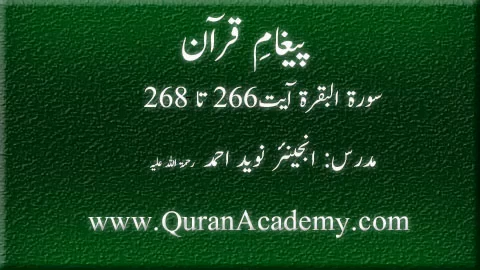 پیغامِ قرآن
سورۃ البقرۃ آیت 266 تا 268
مدرس: انجینئر نوید احمد رحمۃ اللہ علیہ
www.QuranAcademy.com